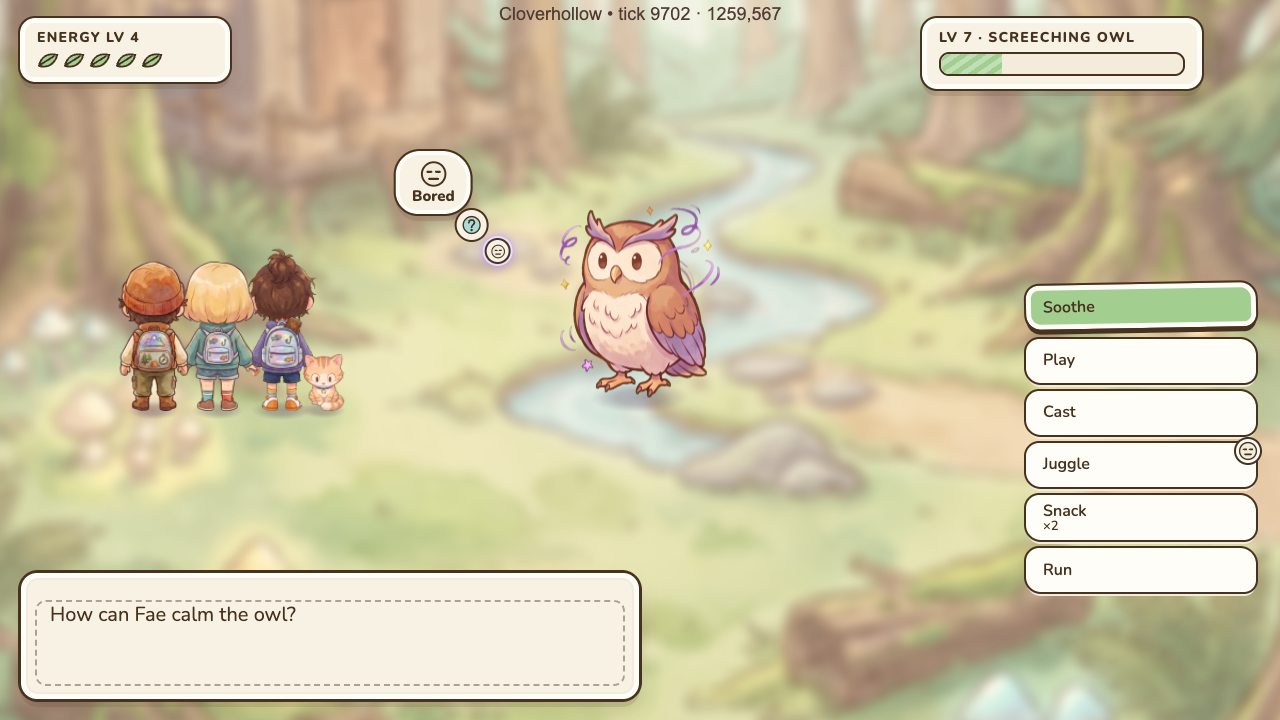 Cloverhollow • tick 9702 · 1259,567
ENERGY LV 4
LV 7 · SCREECHING OWL
Bored
?
Soothe
Play
Cast
Juggle
Snack
×2
Run
How can Fae calm the owl?